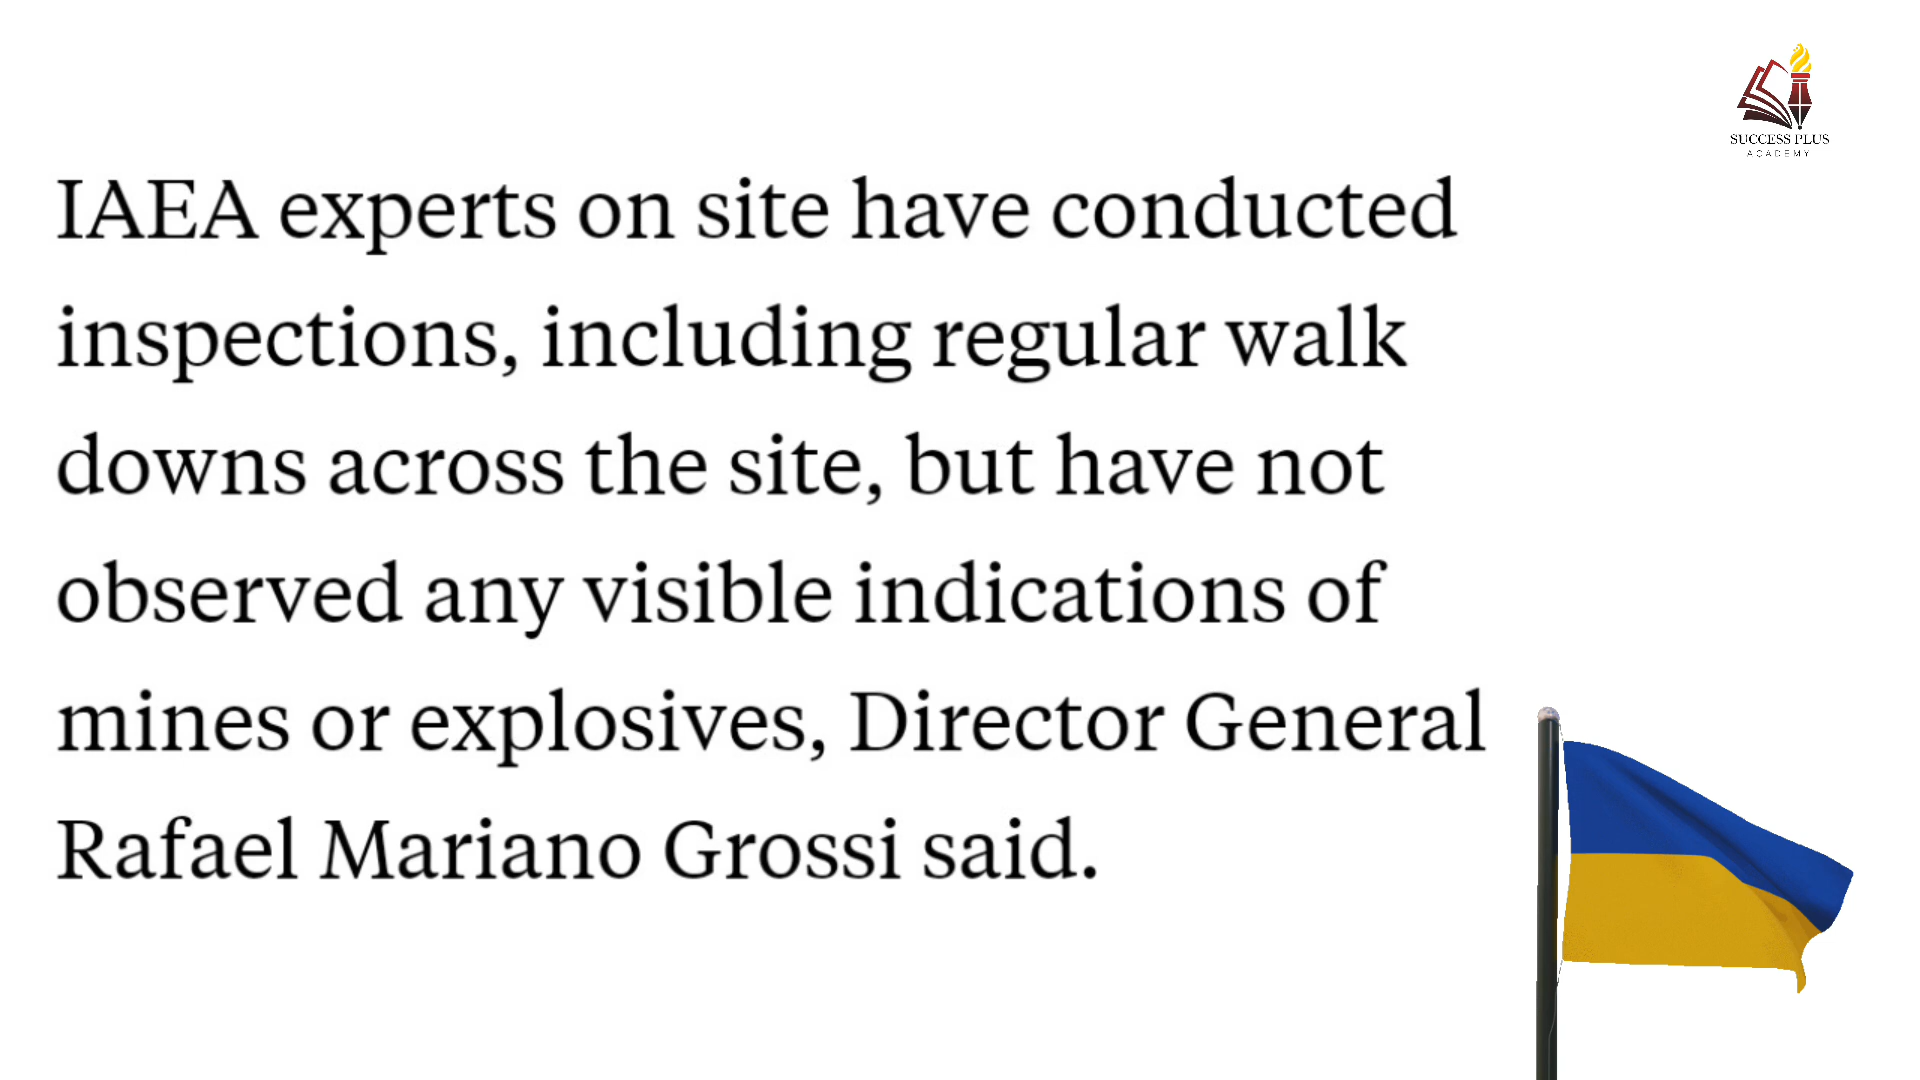 SUCCESS PLUS
ACADEMY
IAEA experts on site have conducted
inspections, including regular walk
downs across the site, but have not
observed any visible indications of
mines or explosives, Director General
Rafael Mariano Grossi said.